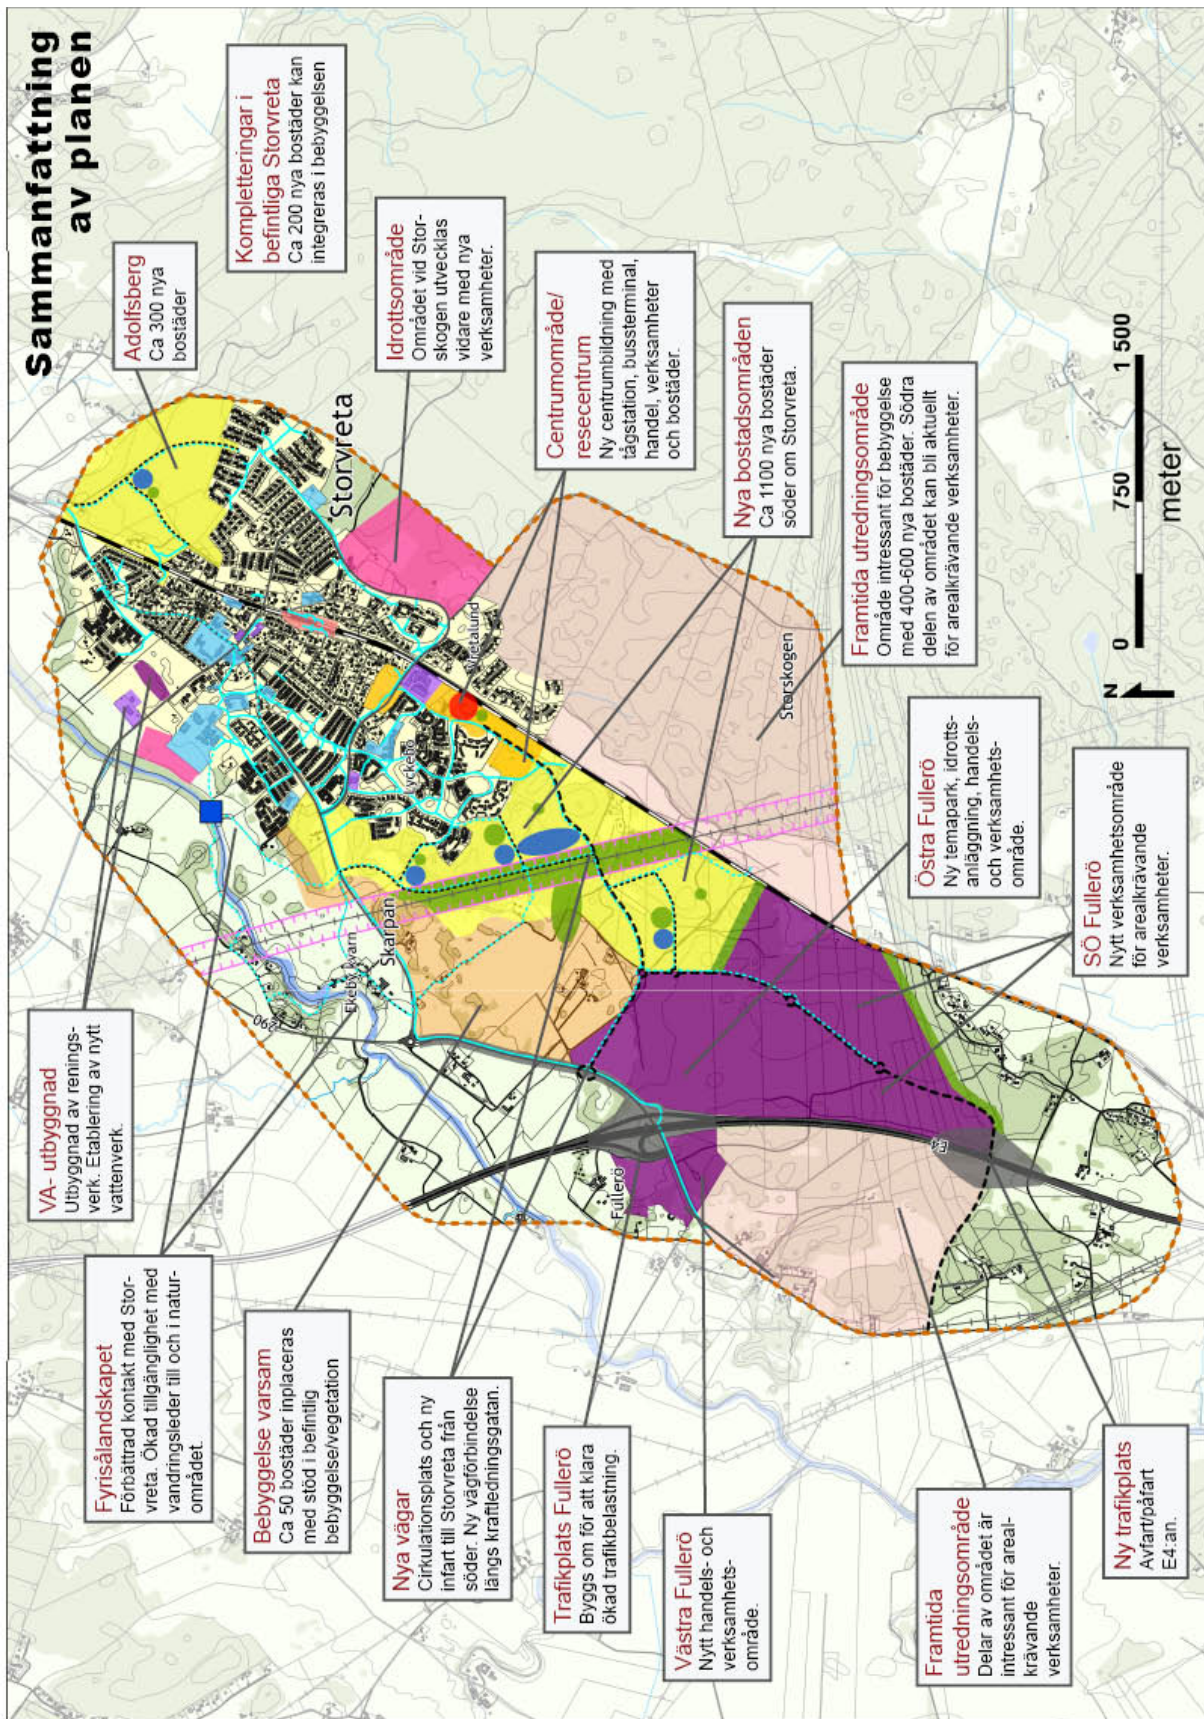 Sammanfattning
av planen
VA- utbyggnad
Utbyggnad av renings-
verk. Etablering av nytt
vattenverk.
Fyrisålandskapet
Förbättrad kontakt med Stor-
vreta. Ökad tillgänglighet med
vandringsleder till och i natur-
området.
Bebyggelse varsam
Ca 50 bostäder inplaceras
med stöd i befintlig
bebyggelse/vegetation
Nya vägar
Cirkulationsplats och ny
infart till Storvreta från
söder. Ny vägförbindelse
längs kraftledningsgatan.
Trafikplats Fullerö
Byggs om för att klara
ökad trafikbelastning.
Västra Fullerö
Nytt handels- och
verksamhets-
område.
Framtida
utredningsområde
Delar av området är
intressant för areal-
krävande
verksamheter.
Ny trafikplats
Avfart/påfart
E4:an.
Adolfsberg
Ca 300 nya
bostäder
Kompletteringar i
befintliga Storvreta
Ca 200 nya bostäder kan
integreras i bebyggelsen
Idrottsområde
Området vid Stor-
skogen utvecklas
vidare med nya
verksamheter.
Centrumområde/
resecentrum
Ny centrumbildning med
tågstation, bussterminal,
handel, verksamheter
och bostäder.
Nya bostadsområden
Ca 1100 nya bostäder
söder om Storvreta.
Framtida utredningsområde
Område intressant för bebyggelse
med 400-600 nya bostäder. Södra
delen av området kan bli aktuellt
för arealkrävande verksamheter.
Östra Fullerö
Ny temapark, idrotts-
anläggning, handels-
och verksamhets-
område.
SÖ Fullerö
Nytt verksamhetsområde
för arealkrävande
verksamheter.
Storvreta
Vretalund
Lyckebo
Skarpan
Ekeby kvarn
290
Storskogen
Fullerö
E4
N
0
750
1 500
meter